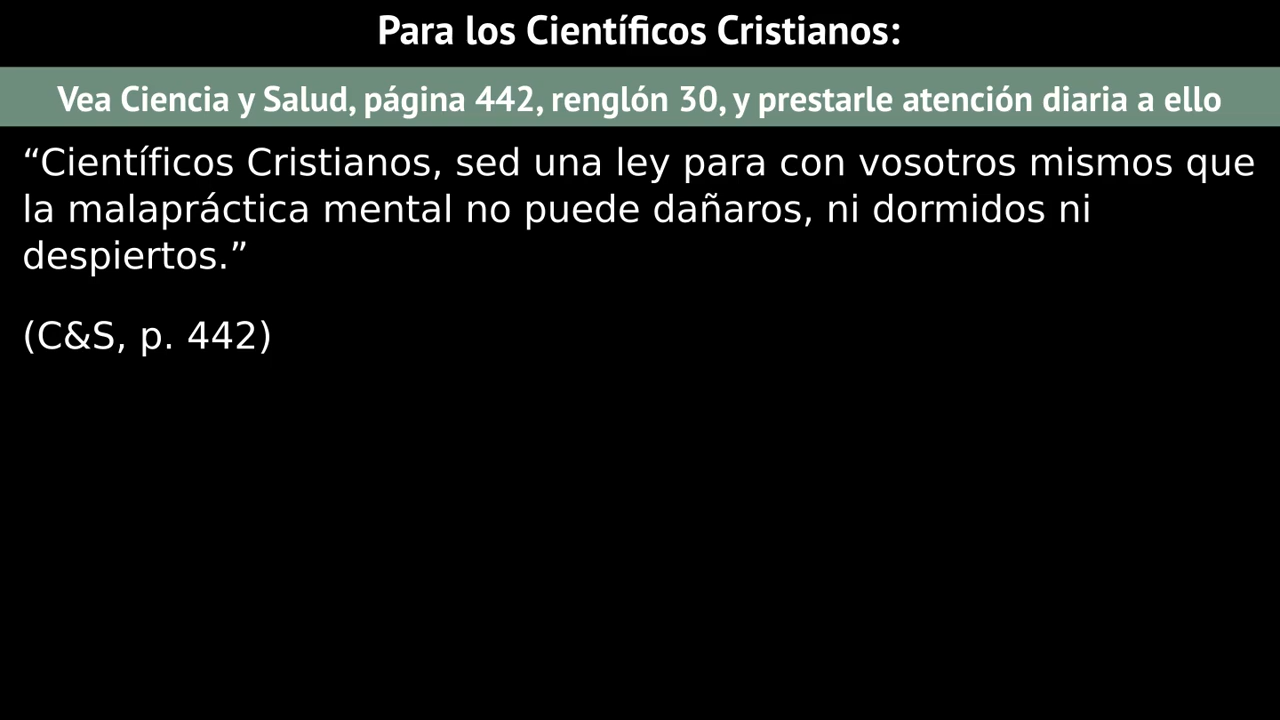 Para los Científicos Cristianos:
Vea Ciencia y Salud, página 442, renglón 30, y prestarle atención diaria a ello
“Científicos Cristianos, sed una ley para con vosotros mismos que
la malapráctica mental no puede dañaros, ni dormidos ni
despiertos.”
(C&S, p. 442)